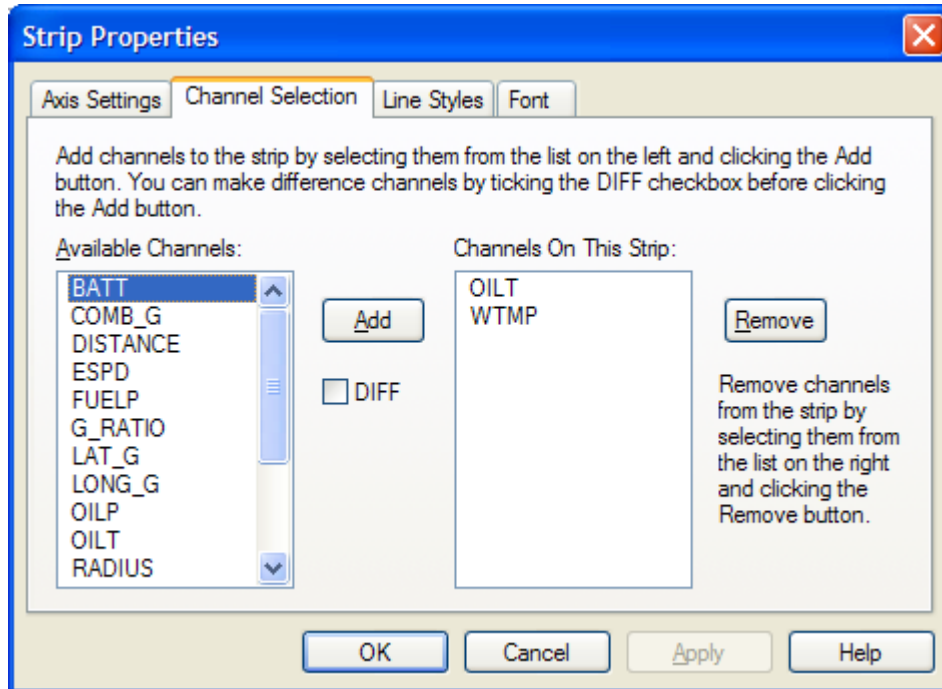 Strip Properties
Axis Settings
Channel Selection
Line Styles
Font
Add channels to the strip by selecting them from the list on the left and clicking the Add
button. You can make difference channels by ticking the DIFF checkbox before clicking
the Add button.
Available Channels:
BATT
COMB_G
DISTANCE
ESPD
FUELP
G_RATIO
LAT_G
LONG_G
OILP
OILT
RADIUS
Add
DIFF
Channels On This Strip:
OILT
WTMP
Remove
Remove channels
from the strip by
selecting them from
the list on the right
and clicking the
Remove button.
OK
Cancel
Apply
Help